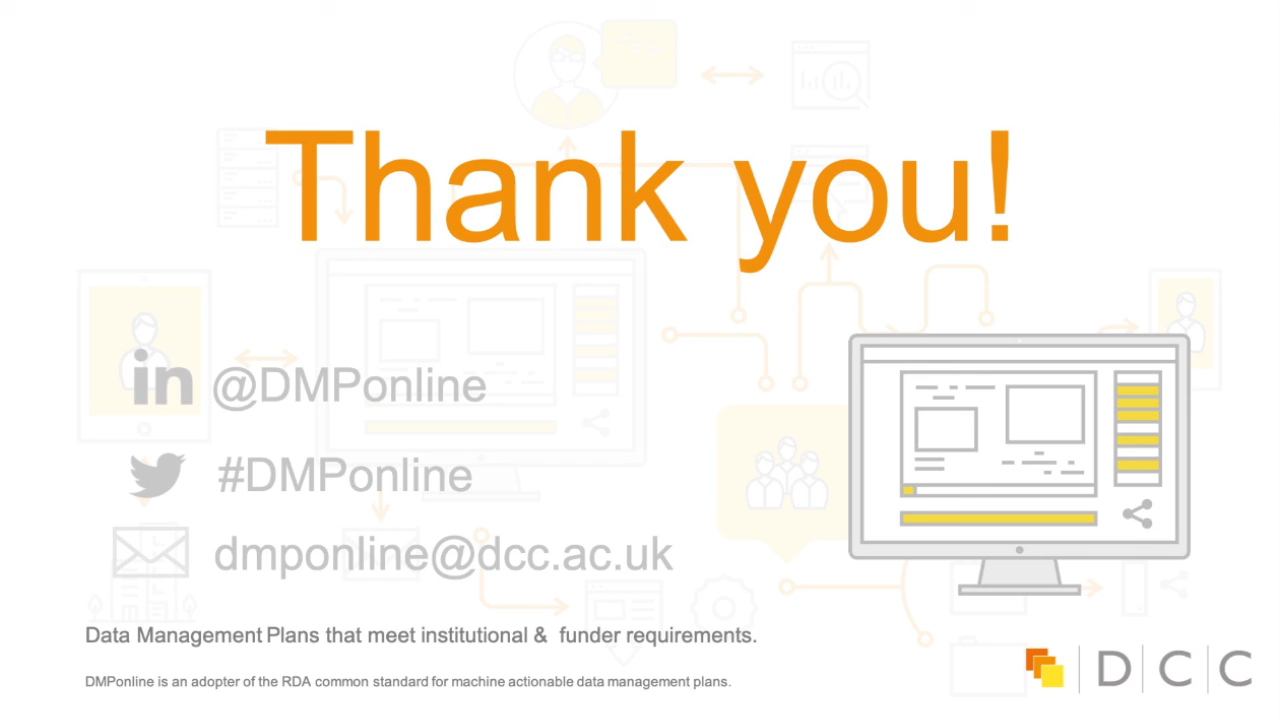 Thank you!
in @DMPonline
#DMPonline
dmponline@dcc.ac.uk
Data Management Plans that meet institutional & funder requirements.
DMPonline is an adopter of the RDA common standard for machine actionable data management plans.
DCC